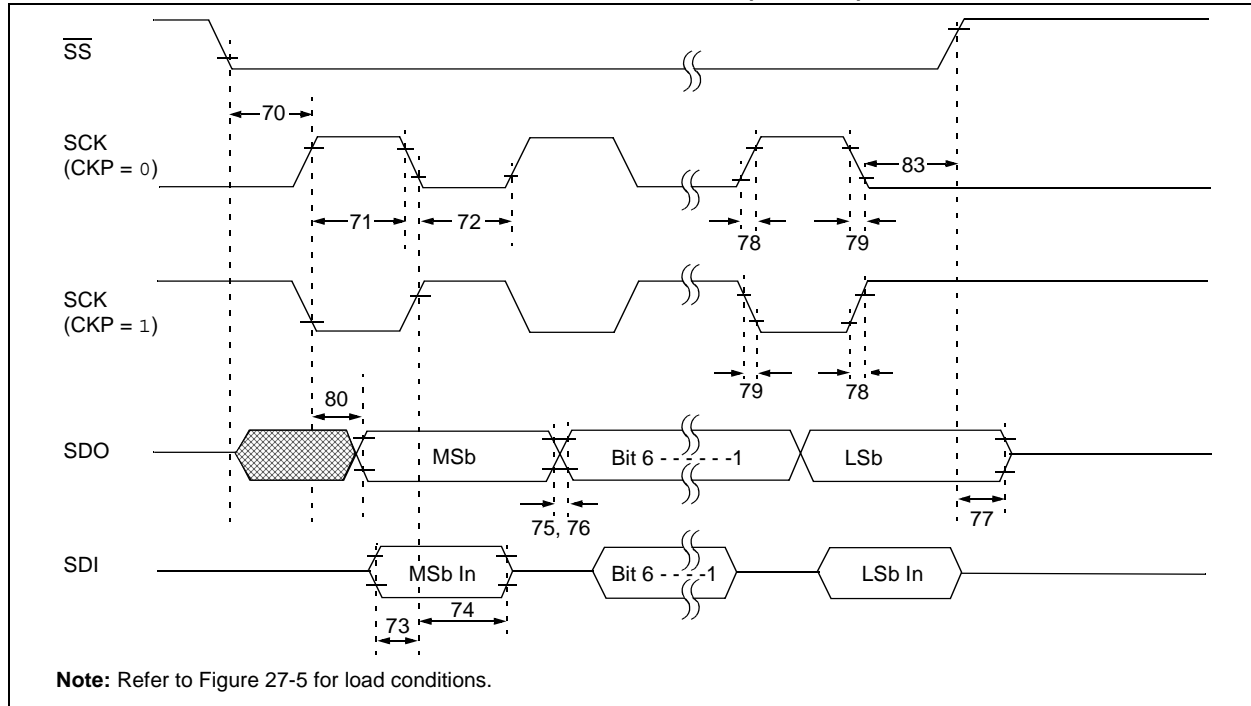 SS
70
SCK
(CKP = 0)
83
71
72
78
79
SCK
(CKP = 1)
79
78
80
SDO
MSb
Bit 6 - - - - - -1
LSb
75, 76
77
SDI
MSb In
Bit 6 - - - - -1
LSb In
74
73
Note: Refer to Figure 27-5 for load conditions.